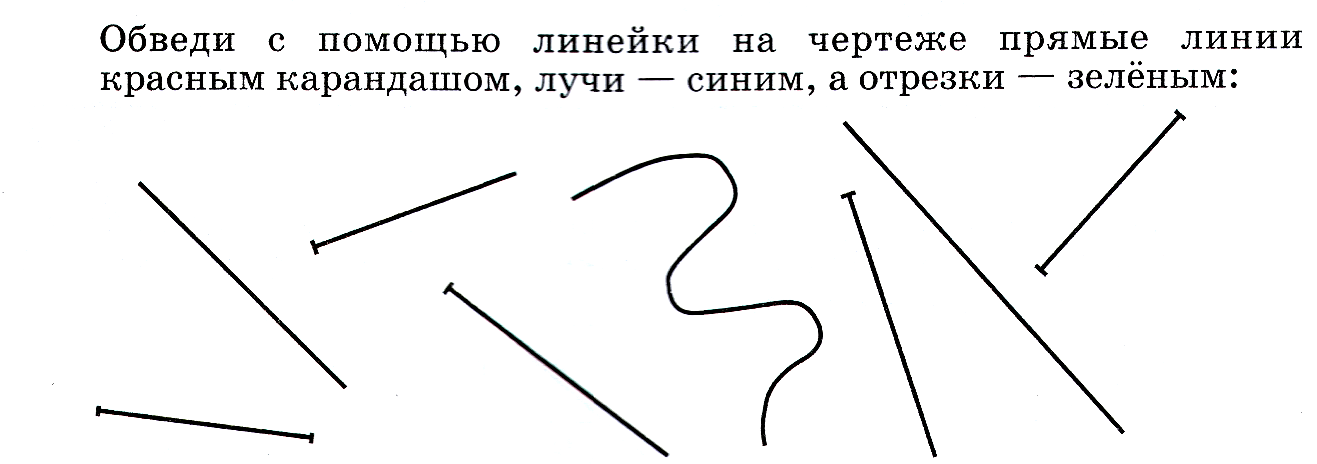 Обведи с помощью линейки на чертеже прямые линии
красным карандашом, лучи — синим, а отрезки — зелёным: